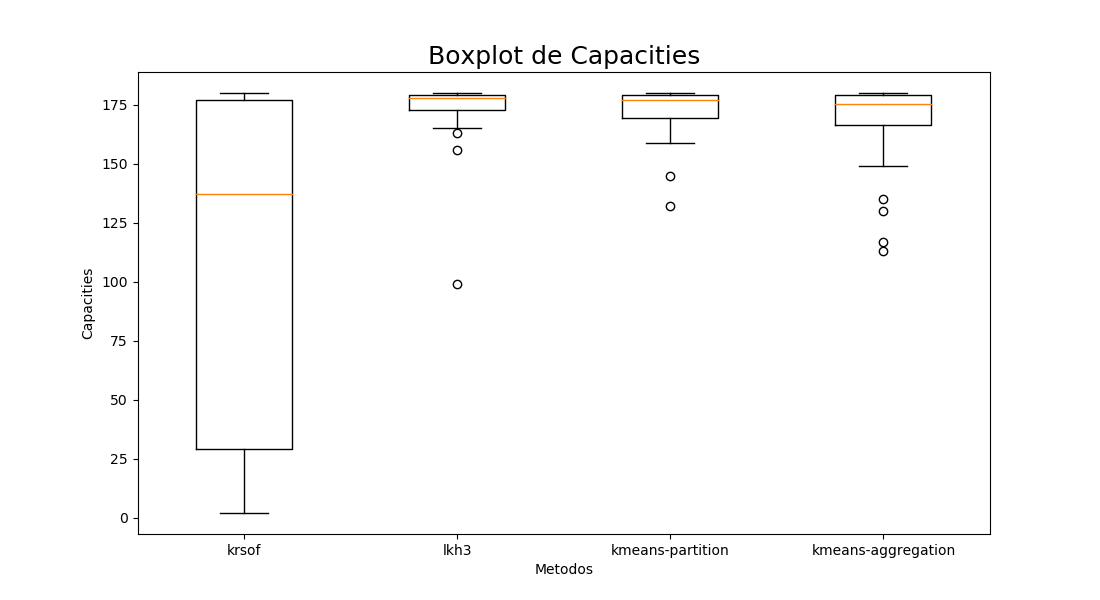 Boxplot de Capacities
Capacities
175
150
125
100
75
50
25
0
krsof lkh3 kmeans-partition kmeans-aggregation
Metodos